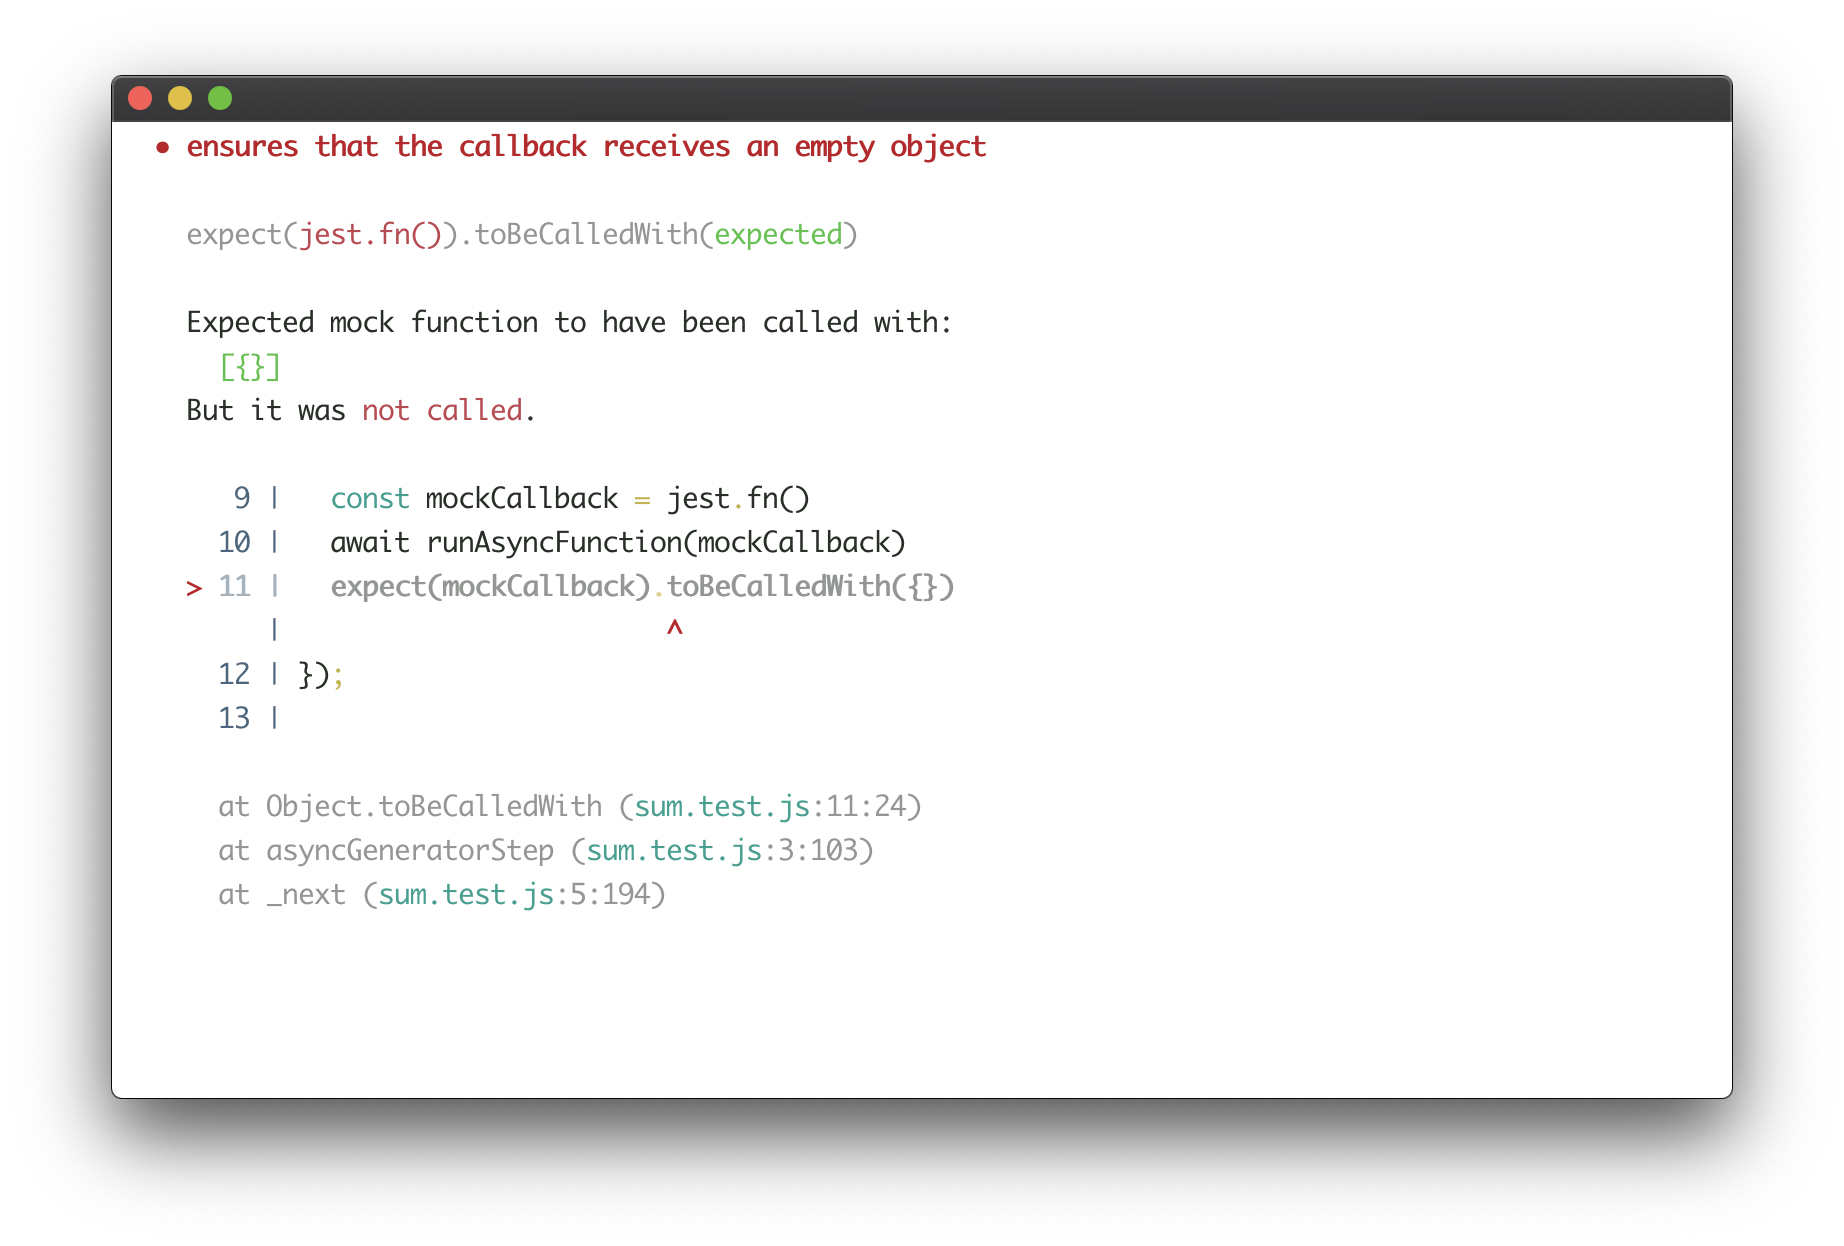 • ensures that the callback receives an empty object
expect(jest.fn()).toBeCalledWith(expected)
Expected mock function to have been called with:
[{}]
But it was not called.
9 |   const mockCallback = jest.fn()
10 |   await runAsyncFunction(mockCallback)
> 11 |   expect(mockCallback).toBeCalledWith({})
|                        ^
12 | });
13 |
at Object.toBeCalledWith (sum.test.js:11:24)
at asyncGeneratorStep (sum.test.js:3:103)
at _next (sum.test.js:5:194)